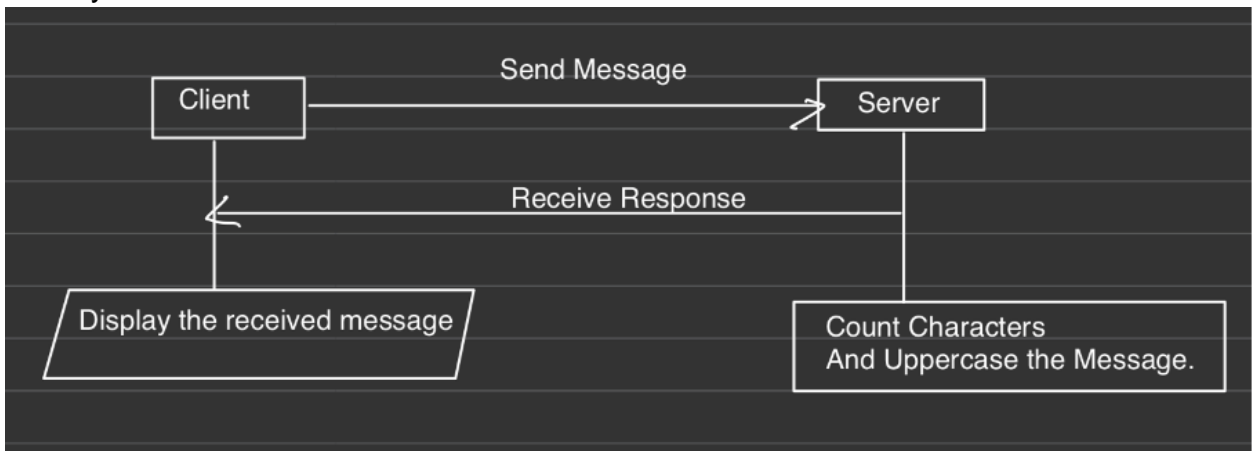 Send Message
Client
Server
Receive Response
Display the received message
Count Characters
And Uppercase the Message.